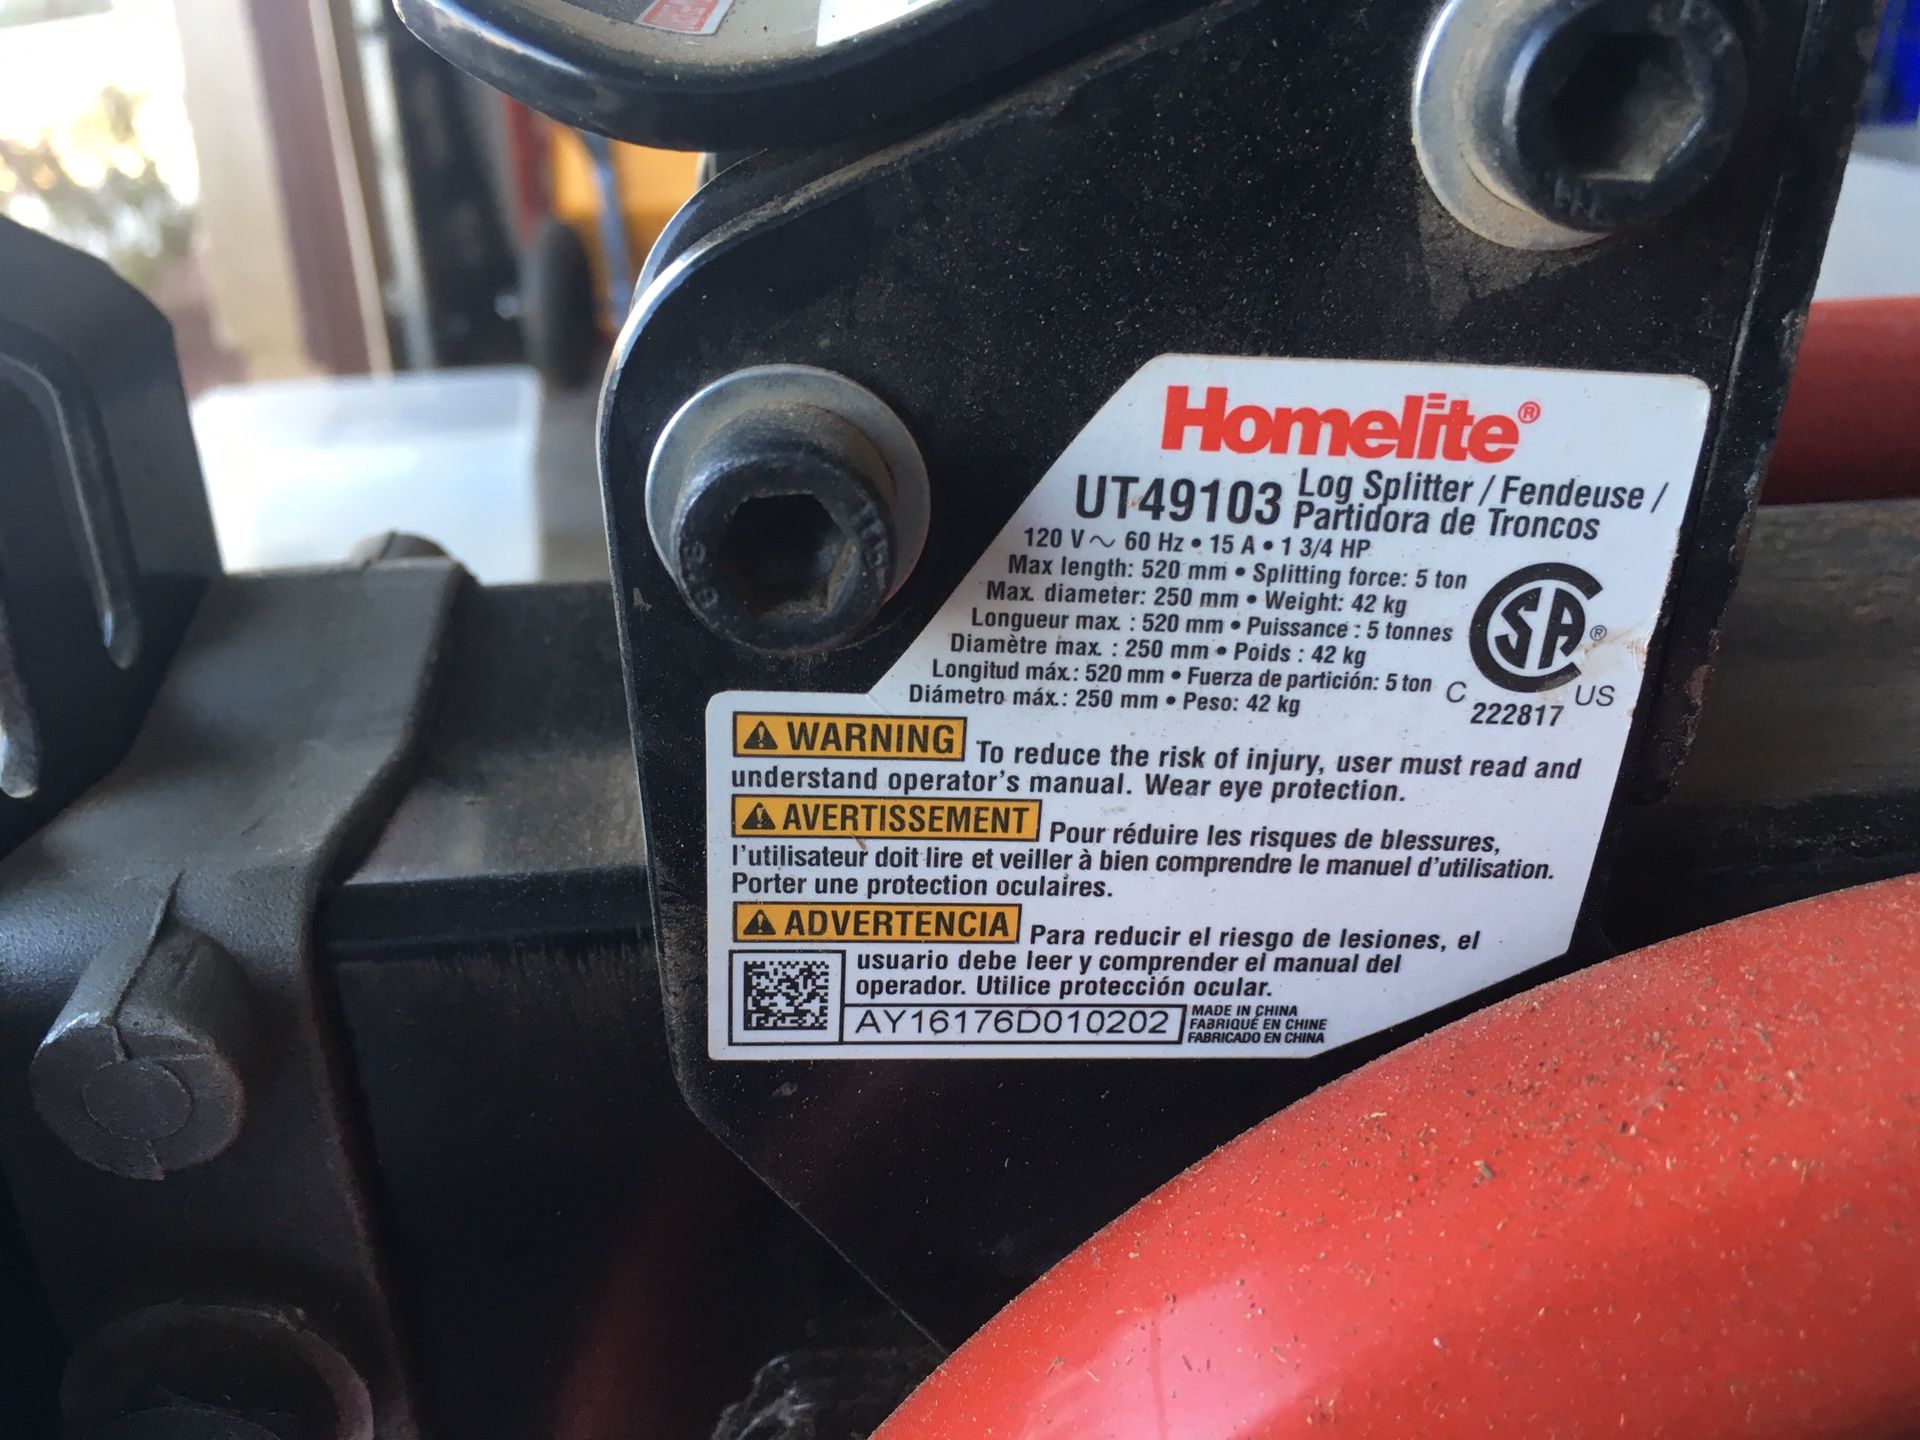 Homelite®
UT49103 Log Splitter / Fendeuse /
Partidora de Troncos
120 V ~ 60 Hz • 15 A • 1 3/4 HP
Max length: 520 mm • Splitting force: 5 ton
Max. diameter: 250 mm • Weight: 42 kg
Longueur max. : 520 mm • Puissance : 5 tonnes
Diamètre max. : 250 mm • Poids : 42 kg
Longitud máx.: 520 mm • Fuerza de partición: 5 ton
Diámetro máx.: 250 mm • Peso: 42 kg
CSA®
C US
222817
WARNING To reduce the risk of injury, user must read and
understand operator's manual. Wear eye protection.
AVERTISSEMENT Pour réduire les risques de blessures,
l'utilisateur doit lire et veiller à bien comprendre le manuel d'utilisation.
Porter une protection oculaires.
ADVERTENCIA Para reducir el riesgo de lesiones, el
usuario debe leer y comprender el manual del
operador. Utilice protección ocular.
AY16176D010202
MADE IN CHINA
FABRIQUÉ EN CHINE
FABRICADO EN CHINA